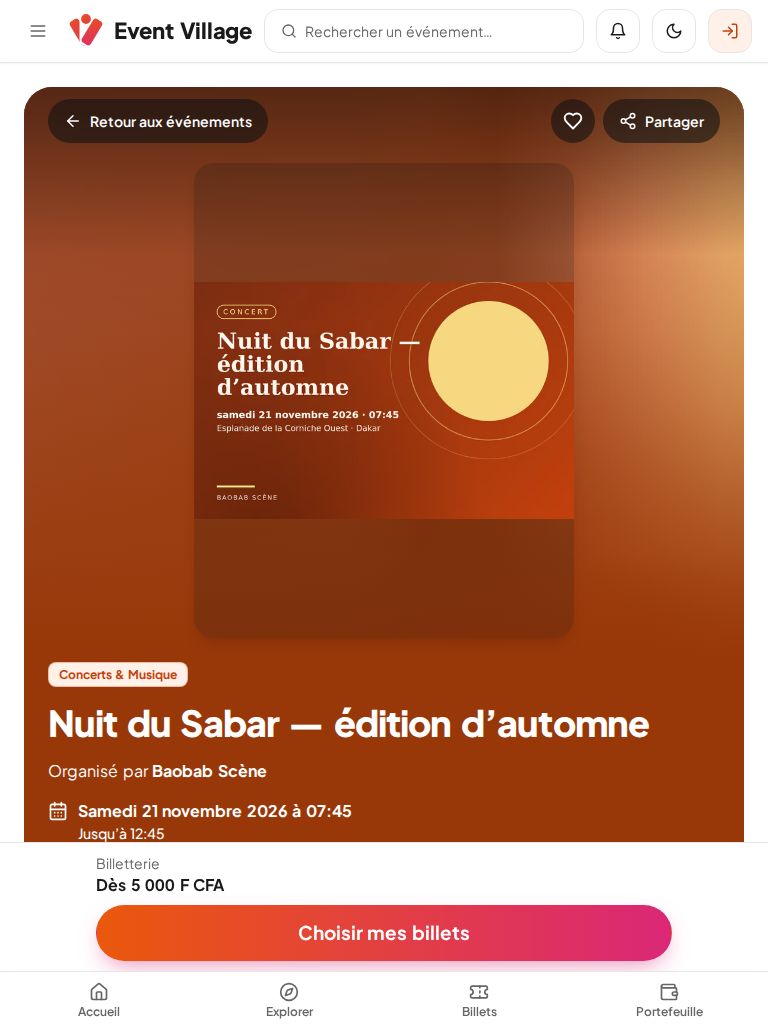 Event Village
Rechercher un événement...
Retour aux événements
Partager
CONCERT
Nuit du Sabar —
édition
d’automne
samedi 21 novembre 2026 · 07:45
Esplanade de la Corniche Ouest · Dakar
BAOBAB SCÈNE
Concerts & Musique
Nuit du Sabar — édition d’automne
Organisé par Baobab Scène
Samedi 21 novembre 2026 à 07:45
Jusqu’à 12:45
Billetterie
Dès 5 000 F CFA
Choisir mes billets
Accueil
Explorer
Billets
Portefeuille